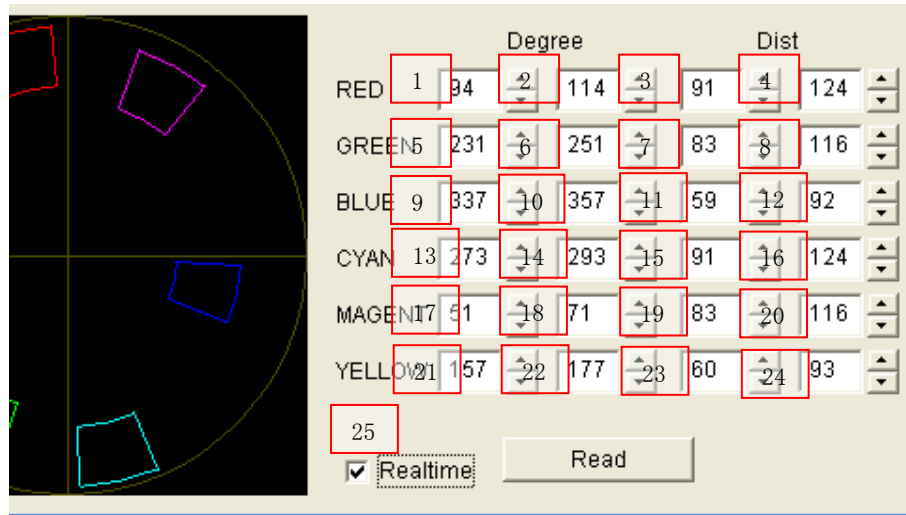 Degree Dist
RED 1 94 2 114 3 91 4 124
GREEN 5 231 6 251 7 83 8 116
BLUE 9 337 10 357 11 59 12 92
CYAN 13 273 14 293 15 91 16 124
MAGENT 17 51 18 71 19 83 20 116
YELLOW 21 157 22 177 23 60 24 93
25
Realtime Read